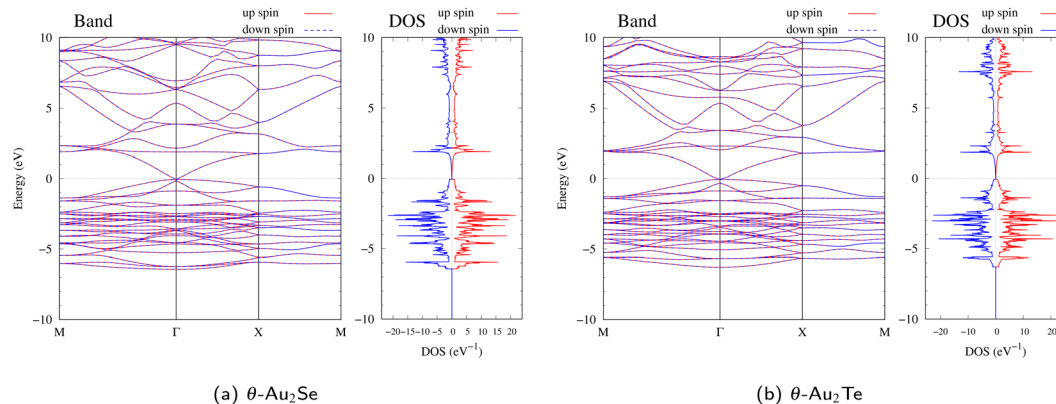 Band
up spin
down spin
DOS
up spin
down spin
10
5
0
−5
−10
Energy (eV)
M Γ X M
10
5
0
−5
−10
−20 −15 −10 −5 0 5 10 15 20
DOS (eV⁻¹)
(a) θ-Au₂Se
Band
up spin
down spin
DOS
up spin
down spin
10
5
0
−5
−10
Energy (eV)
M Γ X M
10
5
0
−5
−10
−20 −10 0 10 20
DOS (eV⁻¹)
(b) θ-Au₂Te